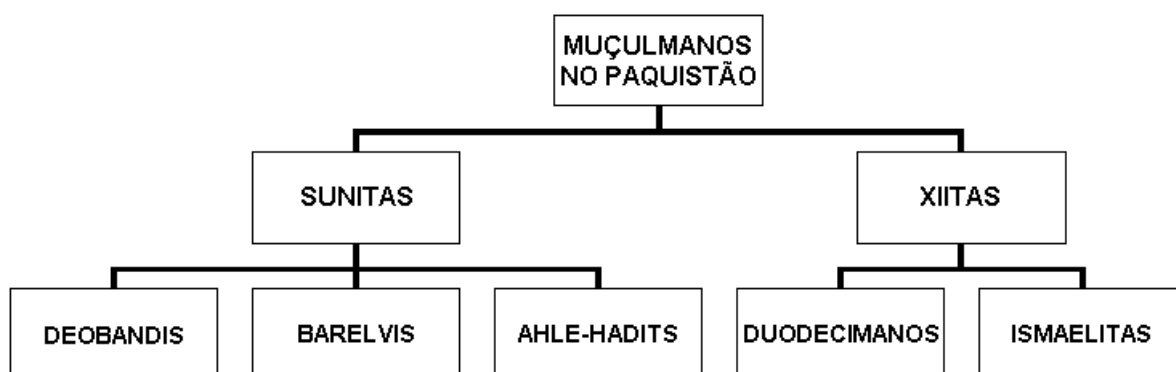 MUÇULMANOS
NO PAQUISTÃO
SUNITAS
XIITAS
DEOBANDIS
BARELVIS
AHLE-HADITS
DUODECIMANOS
ISMAELITAS